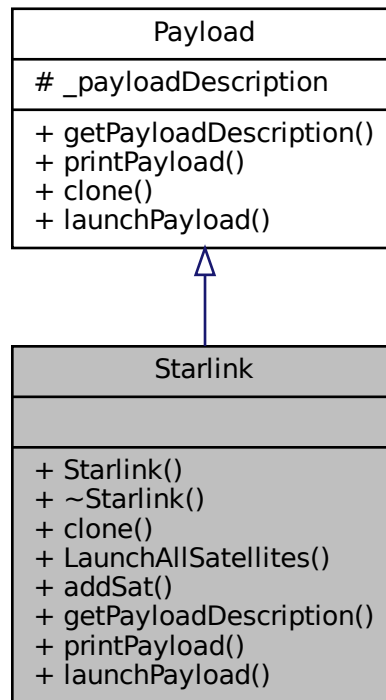 Payload
# _payloadDescription
+ getPayloadDescription()
+ printPayload()
+ clone()
+ launchPayload()
Starlink
+ Starlink()
+ ~Starlink()
+ clone()
+ LaunchAllSatellites()
+ addSat()
+ getPayloadDescription()
+ printPayload()
+ launchPayload()